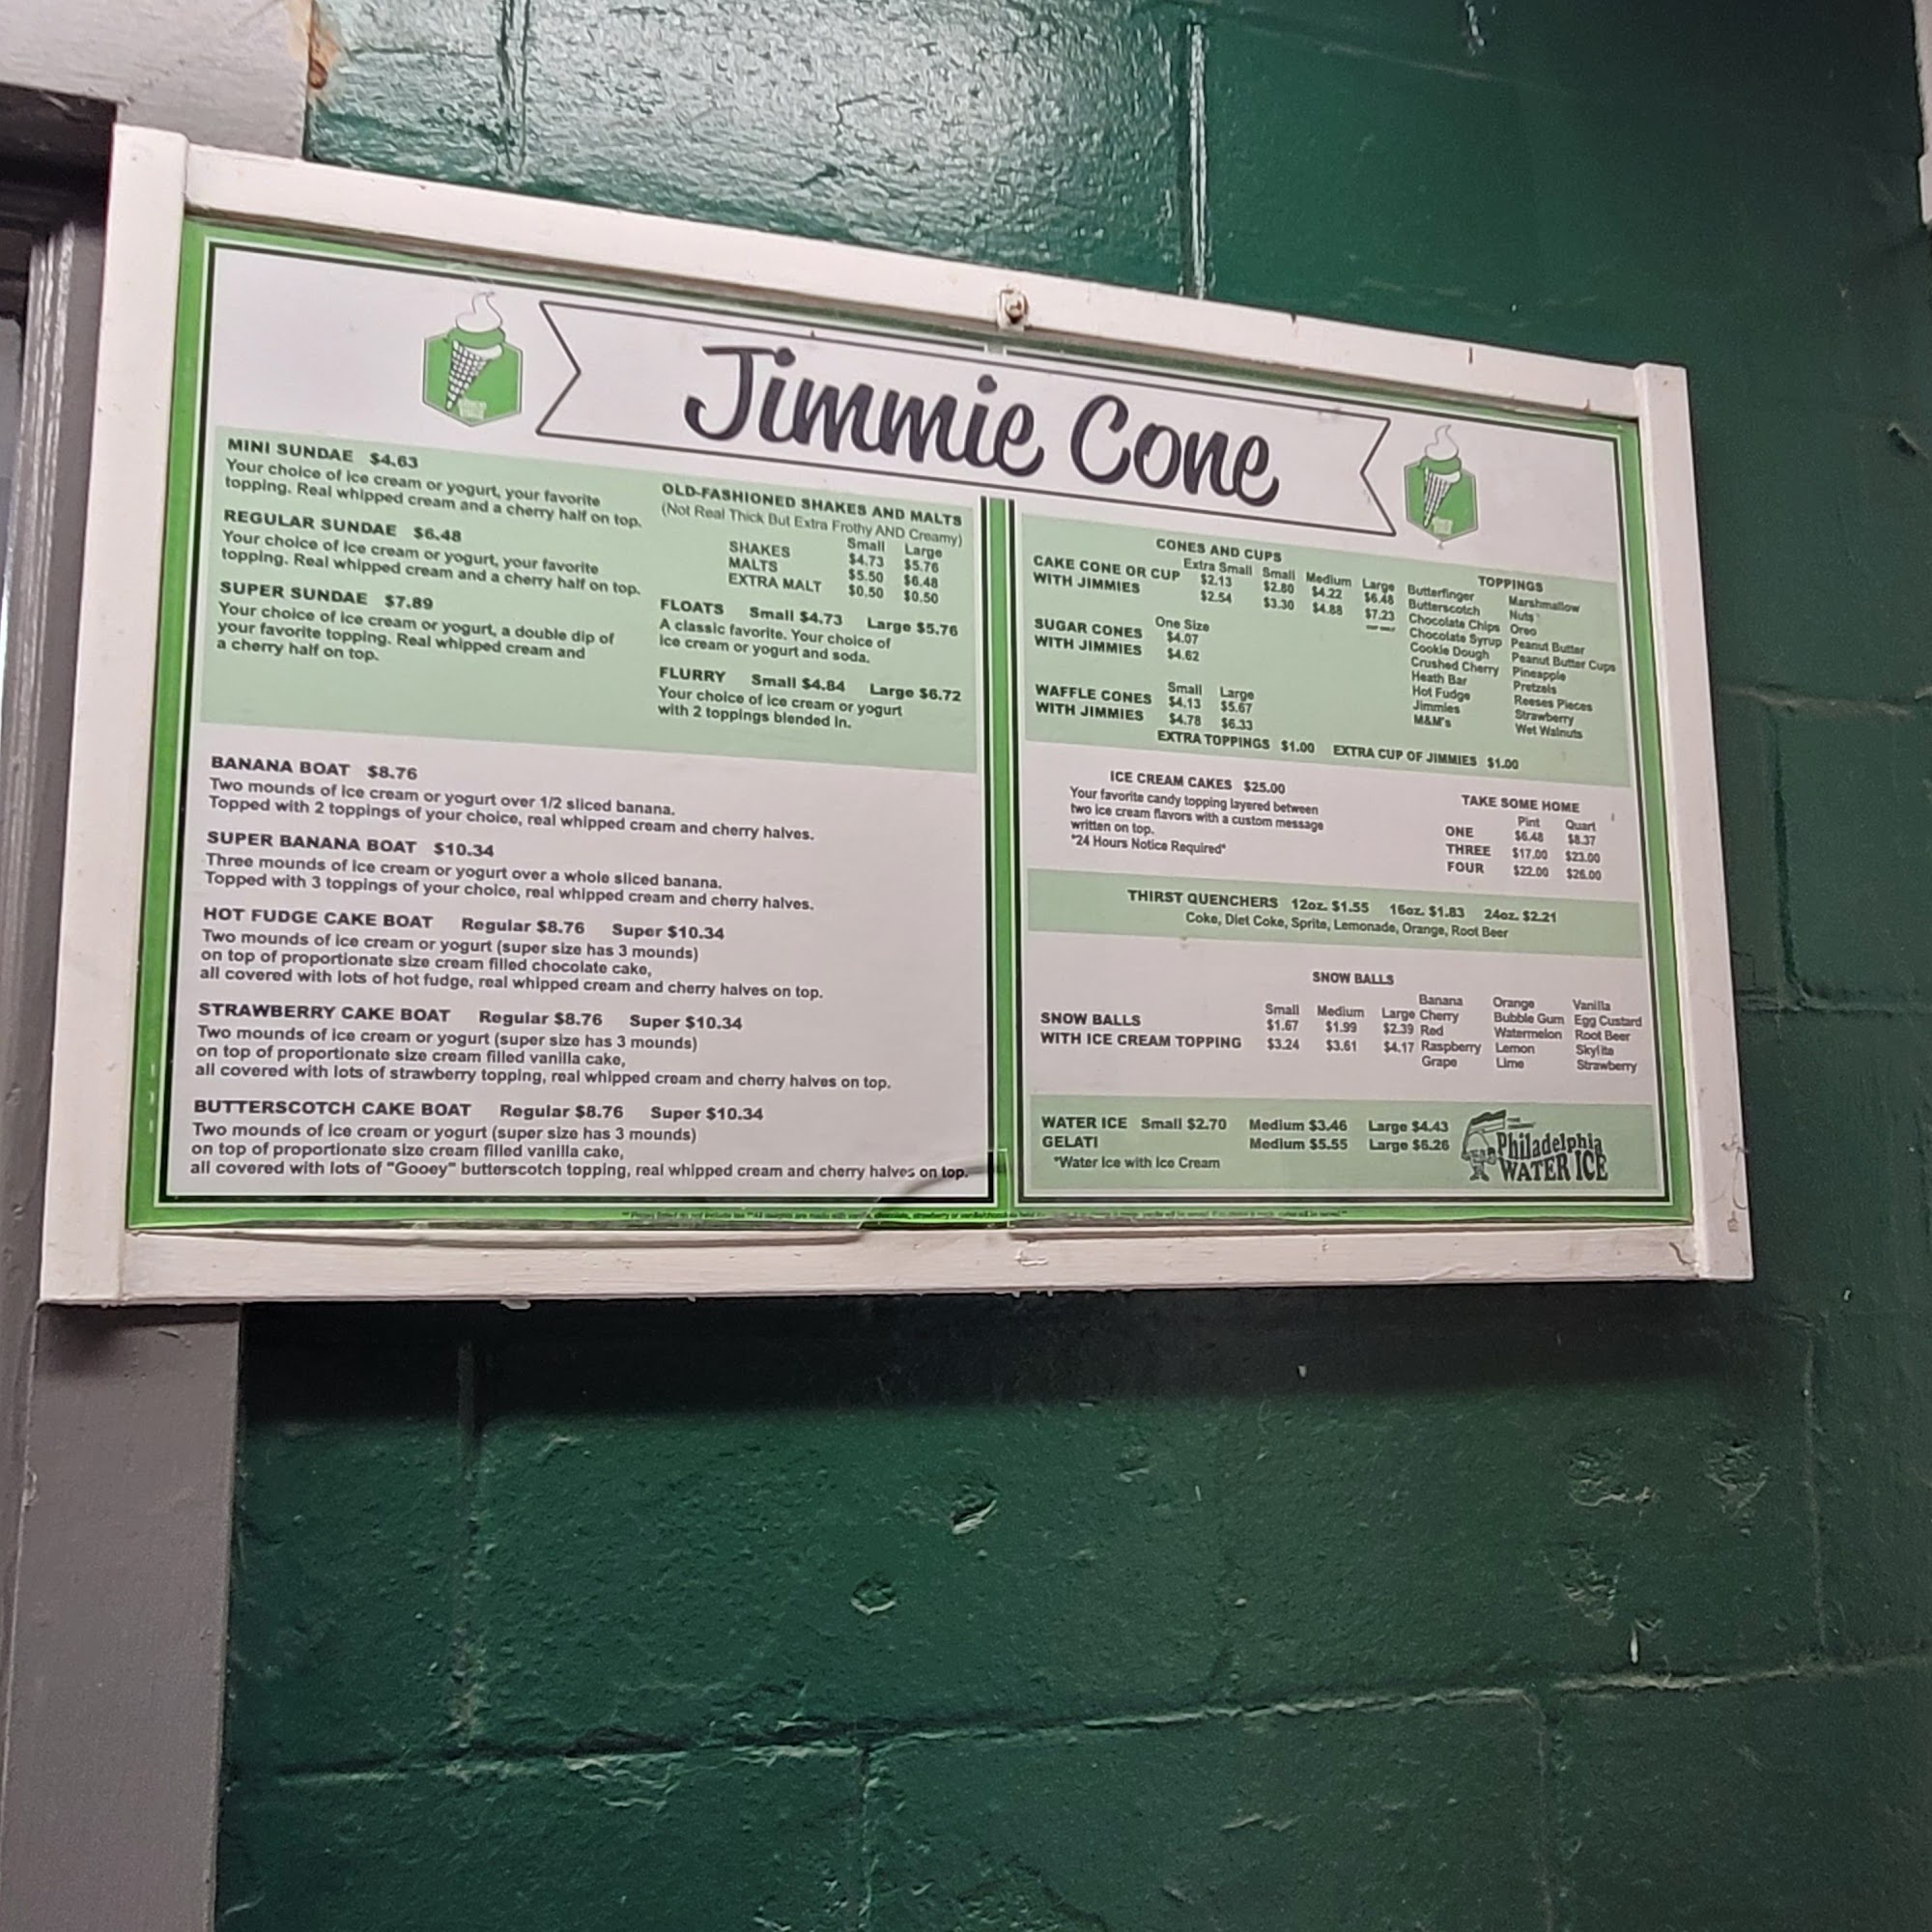 Jimmie Cone
MINI SUNDAE $4.63
Your choice of ice cream or yogurt, your favorite
topping. Real whipped cream and a cherry half on top.
REGULAR SUNDAE $6.48
Your choice of ice cream or yogurt, your favorite
topping. Real whipped cream and a cherry half on top.
SUPER SUNDAE $7.89
Your choice of ice cream or yogurt, a double dip of
your favorite topping. Real whipped cream and
a cherry half on top.
OLD-FASHIONED SHAKES AND MALTS
(Not Real Thick But Extra Frothy AND Creamy)
Small Large
SHAKES $4.73 $5.76
MALTS $5.50 $6.48
EXTRA MALT $0.50 $0.50
FLOATS Small $4.73 Large $5.76
A classic favorite. Your choice of
ice cream or yogurt and soda.
FLURRY Small $4.84 Large $6.72
Your choice of ice cream or yogurt
with 2 toppings blended in.
BANANA BOAT $8.76
Two mounds of ice cream or yogurt over 1/2 sliced banana.
Topped with 2 toppings of your choice, real whipped cream and cherry halves.
SUPER BANANA BOAT $10.34
Three mounds of ice cream or yogurt over a whole sliced banana.
Topped with 3 toppings of your choice, real whipped cream and cherry halves.
HOT FUDGE CAKE BOAT Regular $8.76 Super $10.34
Two mounds of ice cream or yogurt (super size has 3 mounds)
on top of proportionate size cream filled chocolate cake,
all covered with lots of hot fudge, real whipped cream and cherry halves on top.
STRAWBERRY CAKE BOAT Regular $8.76 Super $10.34
Two mounds of ice cream or yogurt (super size has 3 mounds)
on top of proportionate size cream filled vanilla cake,
all covered with lots of strawberry topping, real whipped cream and cherry halves on top.
BUTTERSCOTCH CAKE BOAT Regular $8.76 Super $10.34
Two mounds of ice cream or yogurt (super size has 3 mounds)
on top of proportionate size cream filled vanilla cake,
all covered with lots of "Gooey" butterscotch topping, real whipped cream and cherry halves on top.
CONES AND CUPS
Extra Small Small Medium Large
CAKE CONE OR CUP $2.13 $2.80 $4.22 $6.48
WITH JIMMIES $2.54 $3.30 $4.88 $7.23
One Size
SUGAR CONES $4.07
WITH JIMMIES $4.62
Small Large
WAFFLE CONES $4.13 $5.67
WITH JIMMIES $4.78 $6.33
TOPPINGS
Butterfinger Marshmallow
Butterscotch Nuts
Chocolate Chips Oreo
Chocolate Syrup Peanut Butter
Cookie Dough Peanut Butter Cups
Crushed Cherry Pineapple
Heath Bar Pretzels
Hot Fudge Reeses Pieces
Jimmies Strawberry
M&M's Wet Walnuts
EXTRA TOPPINGS $1.00 EXTRA CUP OF JIMMIES $1.00
ICE CREAM CAKES $25.00
Your favorite candy topping layered between
two ice cream flavors with a custom message
written on top.
*24 Hours Notice Required*
TAKE SOME HOME
Pint Quart
ONE $6.48 $8.37
THREE $17.00 $23.00
FOUR $22.00 $26.00
THIRST QUENCHERS 12oz. $1.55 16oz. $1.83 24oz. $2.21
Coke, Diet Coke, Sprite, Lemonade, Orange, Root Beer
SNOW BALLS
Small Medium Large
SNOW BALLS $1.67 $1.99 $2.39
WITH ICE CREAM TOPPING $3.24 $3.61 $4.17
Banana Orange Vanilla
Cherry Bubble Gum Egg Custard
Red Watermelon Root Beer
Raspberry Lemon Skylite
Grape Lime Strawberry
WATER ICE Small $2.70 Medium $3.46 Large $4.43
GELATI Medium $5.55 Large $6.26
*Water Ice with Ice Cream
Philadelphia
WATER ICE